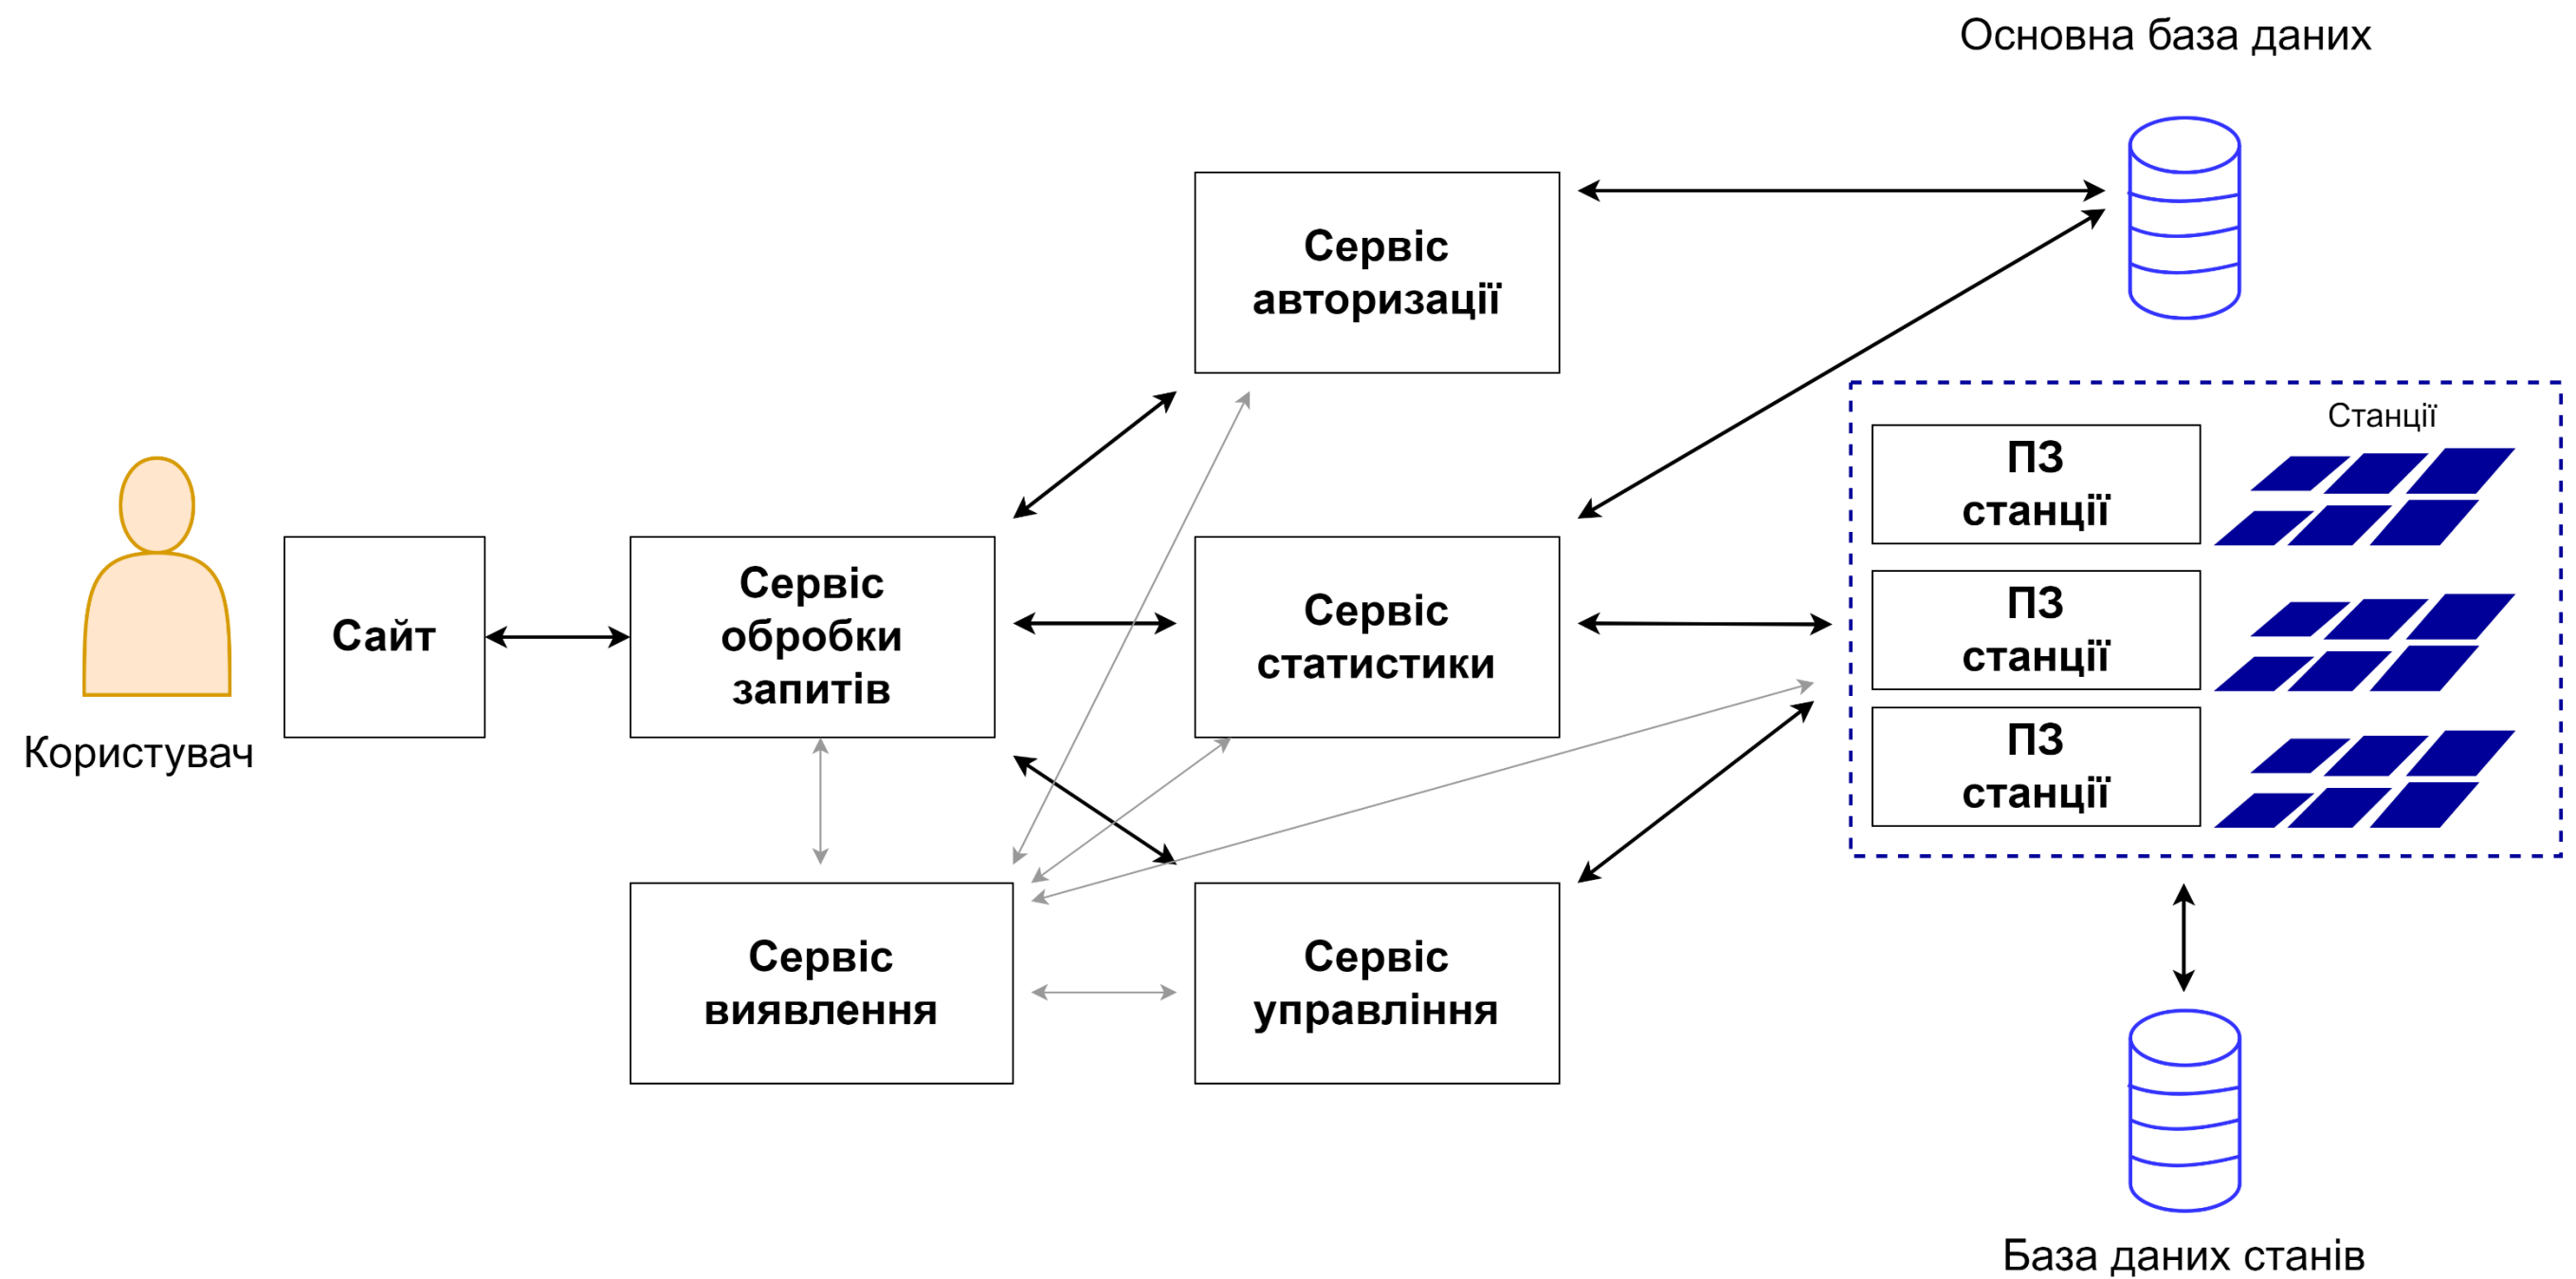 Основна база даних
Сервіс
авторизації
Станції
ПЗ
станції
Сайт
Сервіс
обробки
запитів
Сервіс
статистики
ПЗ
станції
Користувач
ПЗ
станції
Сервіс
виявлення
Сервіс
управління
База даних станів